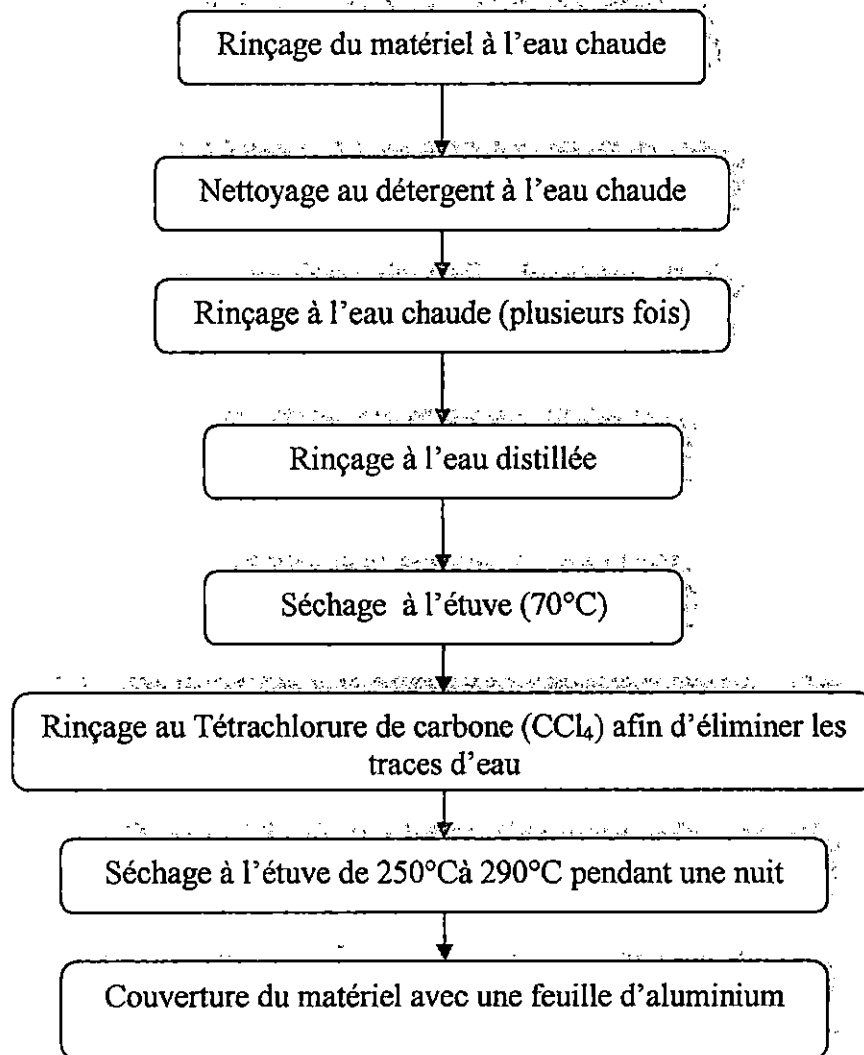 Rinçage du matériel à l’eau chaude
Nettoyage au détergent à l’eau chaude
Rinçage à l’eau chaude (plusieurs fois)
Rinçage à l’eau distillée
Séchage à l’étuve (70°C)
Rinçage au Tétrachlorure de carbone (CCl₄) afin d’éliminer les
traces d’eau
Séchage à l’étuve de 250°Cà 290°C pendant une nuit
Couverture du matériel avec une feuille d’aluminium